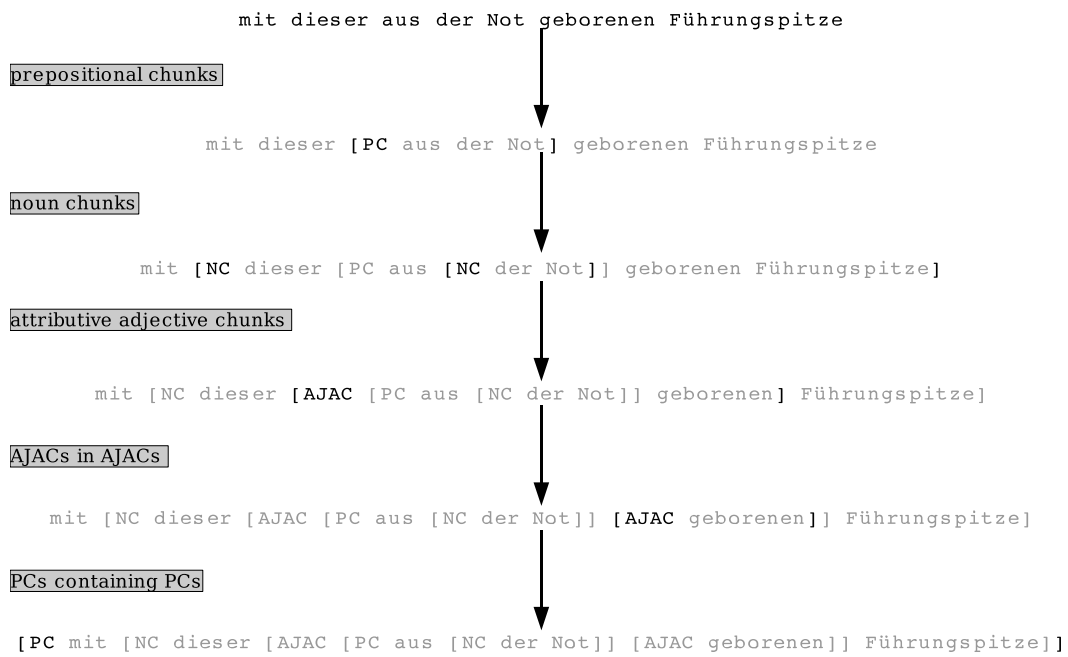 mit dieser aus der Not geborenen Führungspitze
prepositional chunks
mit dieser [PC aus der Not] geborenen Führungspitze
noun chunks
mit [NC dieser [PC aus [NC der Not]] geborenen Führungspitze]
attributive adjective chunks
mit [NC dieser [AJAC [PC aus [NC der Not]] geborenen] Führungspitze]
AJACs in AJACs
mit [NC dieser [AJAC [PC aus [NC der Not]] [AJAC geborenen]] Führungspitze]
PCs containing PCs
[PC mit [NC dieser [AJAC [PC aus [NC der Not]] [AJAC geborenen]] Führungspitze]]